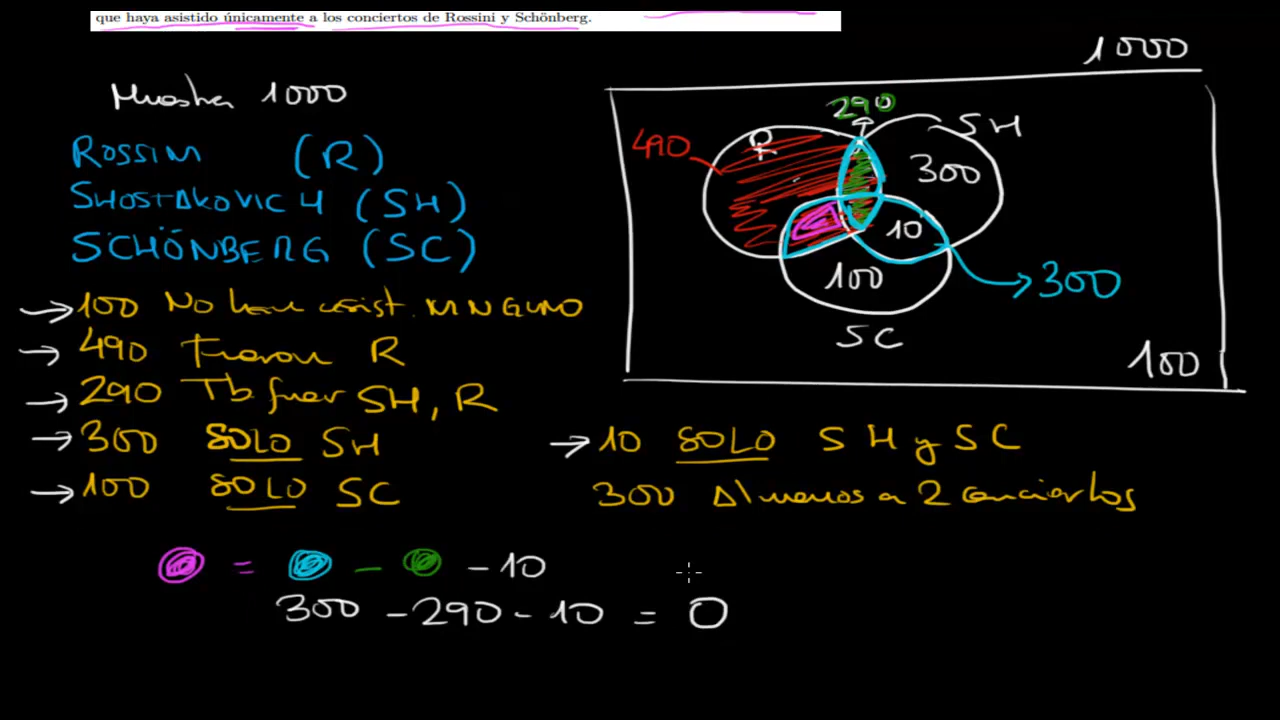 que haya asistido únicamente a los conciertos de Rossini y Schönberg.
1000
Muestra 1000
ROSSINI (R)
SHOSTAKOVICH (SH)
SCHÖNBERG (SC)
→100 No han asist. NINGUNO
→490 Fueron R
→290 Tb fuer SH, R
→300 SOLO SH
→100 SOLO SC
290
490
R
SH
300
10
100
→300
SC
100
→10 SOLO SH y SC
300 Al menos a 2 conciertos
= - -10
300 -290 -10 = 0